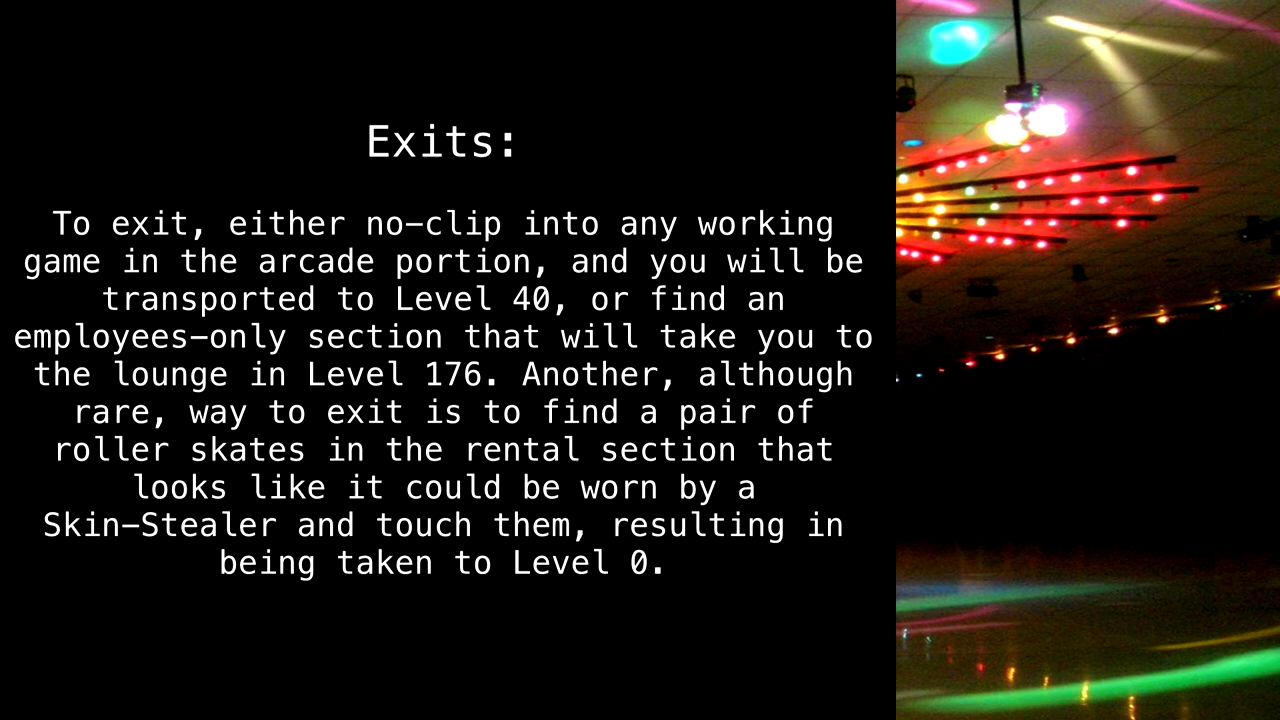 Exits:
To exit, either no-clip into any working
game in the arcade portion, and you will be
transported to Level 40, or find an
employees-only section that will take you to
the lounge in Level 176. Another, although
rare, way to exit is to find a pair of
roller skates in the rental section that
looks like it could be worn by a
Skin-Stealer and touch them, resulting in
being taken to Level 0.